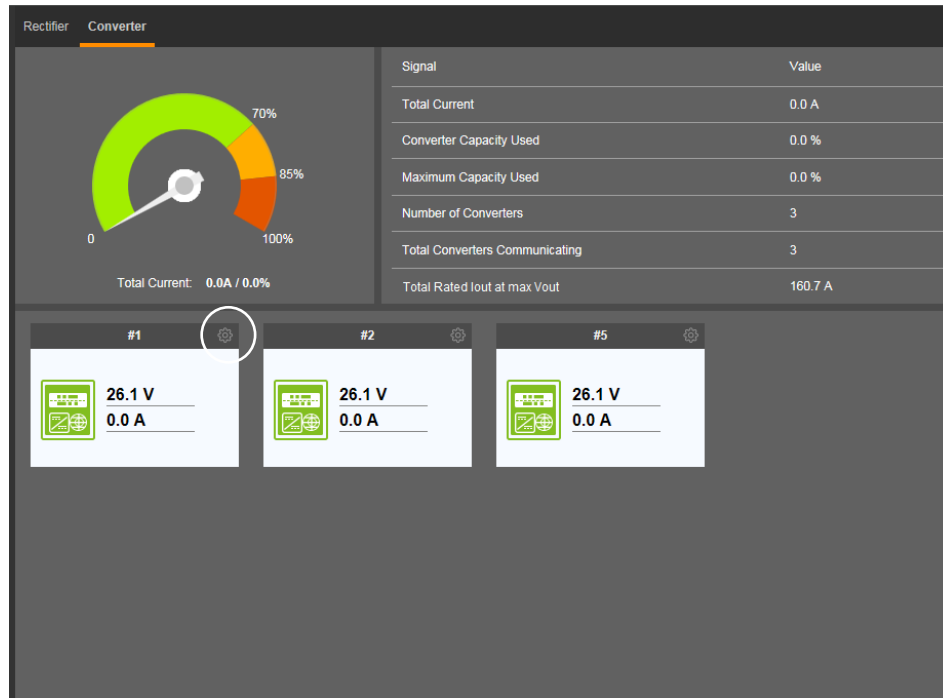 Rectifier Converter
70%
85%
0
100%
Total Current: 0.0A / 0.0%
Signal Value
Total Current 0.0 A
Converter Capacity Used 0.0 %
Maximum Capacity Used 0.0 %
Number of Converters 3
Total Converters Communicating 3
Total Rated Iout at max Vout 160.7 A
#1
26.1 V
0.0 A
#2
26.1 V
0.0 A
#5
26.1 V
0.0 A